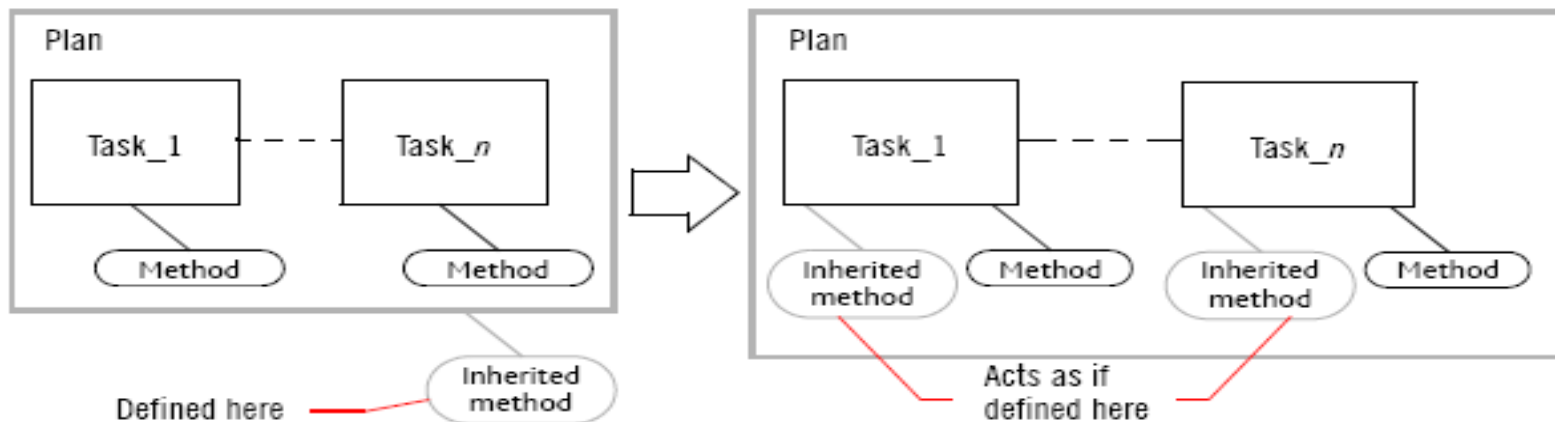 Plan
Task_1
Task_n
Method
Method
Inherited
method
Defined here
Plan
Task_1
Task_n
Inherited
method
Method
Inherited
method
Method
Acts as if
defined here